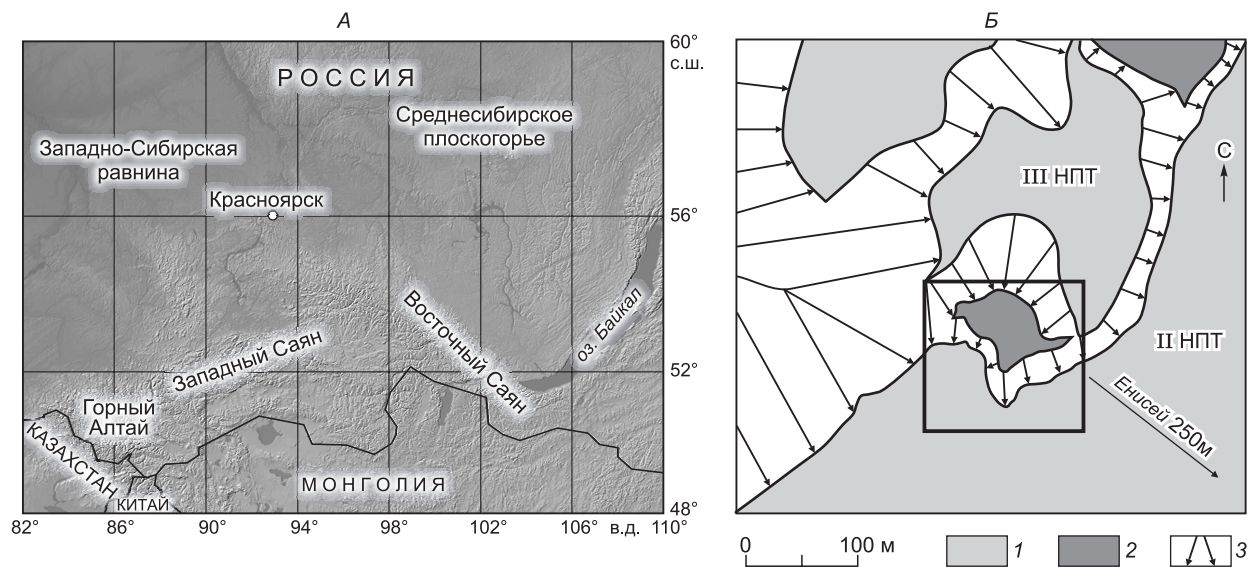 А
60°
с.ш.
РОССИЯ
Среднесибирское
плоскогорье
Западно-Сибирская
равнина
Красноярск
56°
оз. Байкал
Восточный Саян
Западный Саян
52°
Горный
Алтай
КАЗАХСТАН
МОНГОЛИЯ
КИТАЙ
48°
82°
86°
90°
94°
98°
102°
106°
в.д.
110°
Б
С
III НПТ
II НПТ
Енисей 250м
0
100 м
1
2
3